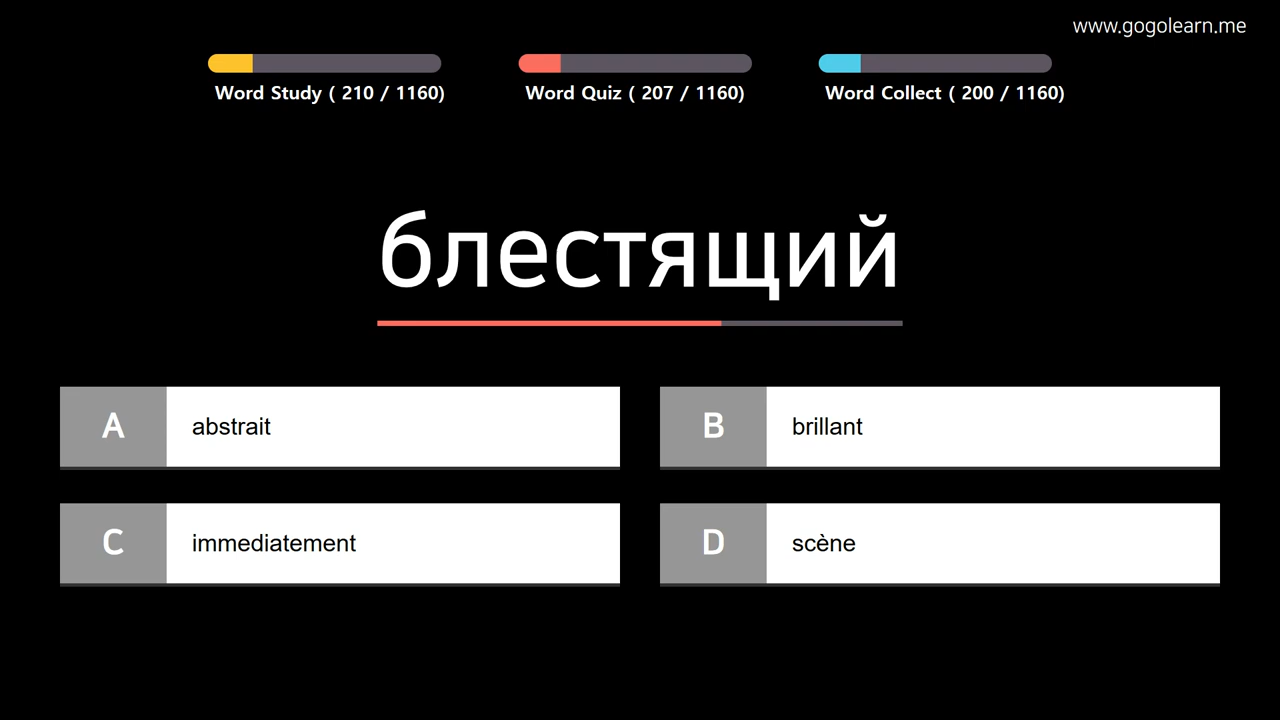 www.gogolearn.me
Word Study ( 210 / 1160)
Word Quiz ( 207 / 1160)
Word Collect ( 200 / 1160)
блестящий
A abstrait
B brillant
C immediatement
D scène